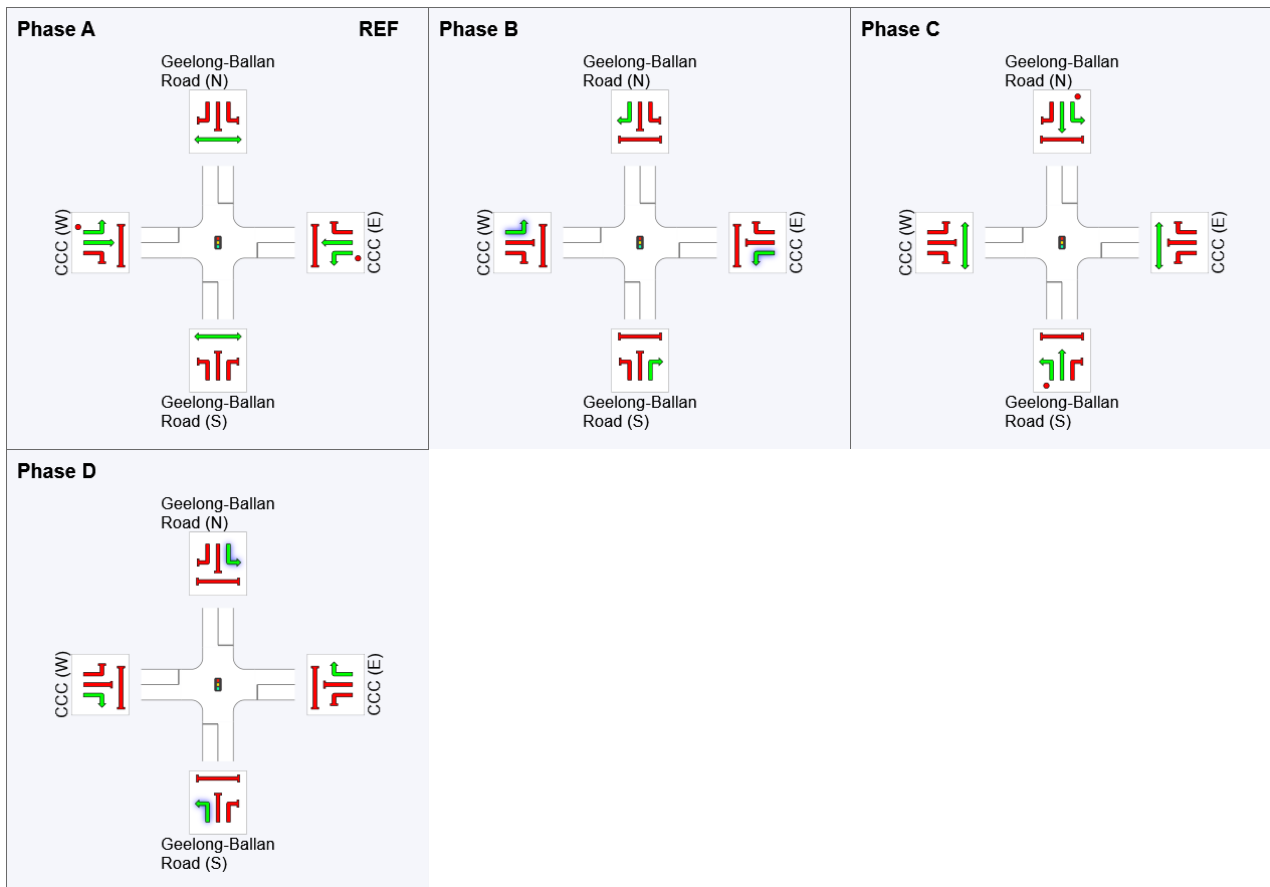 Phase A
REF
Geelong-Ballan
Road (N)
CCC (W)
CCC (E)
Geelong-Ballan
Road (S)
Phase B
Geelong-Ballan
Road (N)
CCC (W)
CCC (E)
Geelong-Ballan
Road (S)
Phase C
Geelong-Ballan
Road (N)
CCC (W)
CCC (E)
Geelong-Ballan
Road (S)
Phase D
Geelong-Ballan
Road (N)
CCC (W)
CCC (E)
Geelong-Ballan
Road (S)